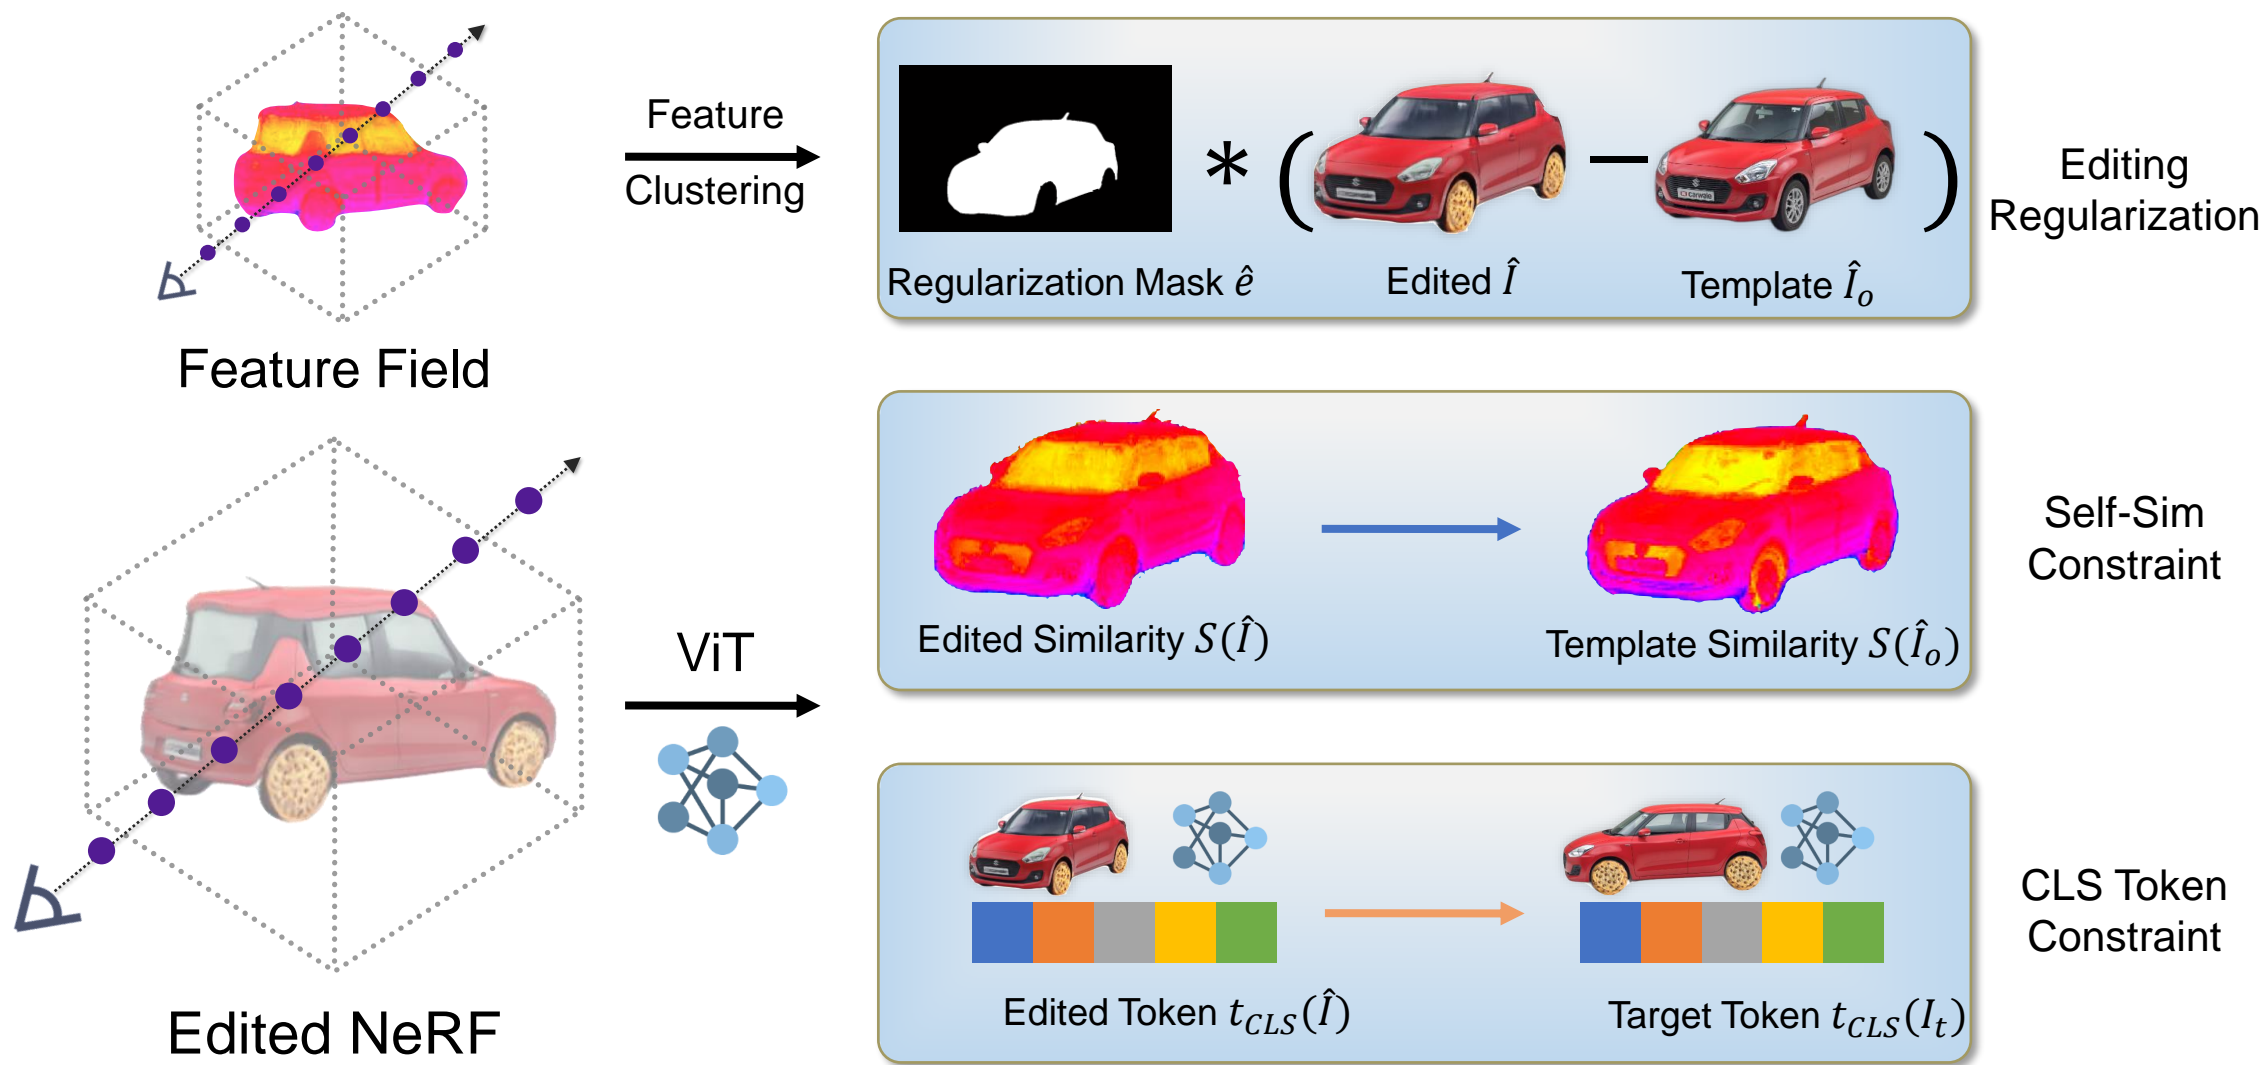 Feature
Clustering
Feature Field
Regularization Mask ê
Edited Î
Template Î_o
Editing
Regularization
ViT
Edited NeRF
Edited Similarity S(Î)
Template Similarity S(Î_o)
Self-Sim
Constraint
Edited Token t_CLS(Î)
Target Token t_CLS(I_t)
CLS Token
Constraint